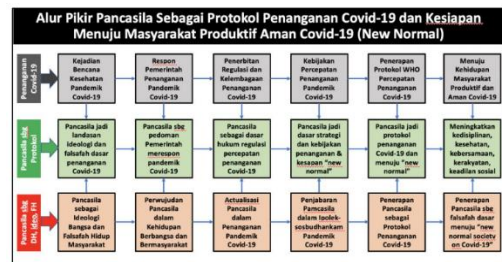 Alur Pikir Pancasila Sebagai Protokol Penanganan Covid-19 dan Kesiapan
Menuju Masyarakat Produktif Aman Covid-19 (New Normal)
Penanganan
Covid-19
Kejadian
Bencana
Kesehatan
Pandemik
Covid-19
Respon
Pemerintah
Penanganan
Pandemik
Covid-19
Penerbitan
Regulasi dan
Kelembagaan
Penanganan
Covid-19
Kebijakan
Percepatan
Penanganan
Pandemik
Covid-19
Penerapan
Protokol WHO
Percepatan
Penanganan
Covid-19
Menuju
Kehidupan
Masyarakat
Produktif dan
Aman Covid-19
Pancasila sbg
Protokol
Pancasila jadi
landasan
ideologi dan
falsafah dasar
penanganan
Covid-19
Pancasila sbg
pedoman
Pemerintah
merespon
pandemik
Covid-19
Pancasila
sebagai dasar
hukum regulasi
percepatan
penanganan
Covid-19
Pancasila jadi
dasar strategi
dan kebijakan
penanganan &
kesiapan "new
normal"
Pancasila jadi
protokol
penanganan
Covid-19 dan
menuju "new
normal"
Meningkatkan
kedisiplinan,
kesehatan,
kebersamaan,
kerakyatan,
keadilan sosial
Pancasila sbg
DH, Ideo, FH
Pancasila
sebagai
Ideologi
Bangsa dan
Falsafah Hidup
Masyarakat
Perwujudan
Pancasila
dalam
Kehidupan
Berbangsa dan
Bermasyarakat
Actualisasi
Pancasila
dalam
Penanganan
Pandemik
Covid-19
Penjabaran
Pancasila
dalam Ipolek-
sosbudhankam
Pandemik
Covid-19
Penerapan
Pancasila
sebagai
Protokol
Penanganan
Covid-19
Penerapan
Pancasila sbg
falsafah dasar
menuju "new
normal society
on Covid-19"